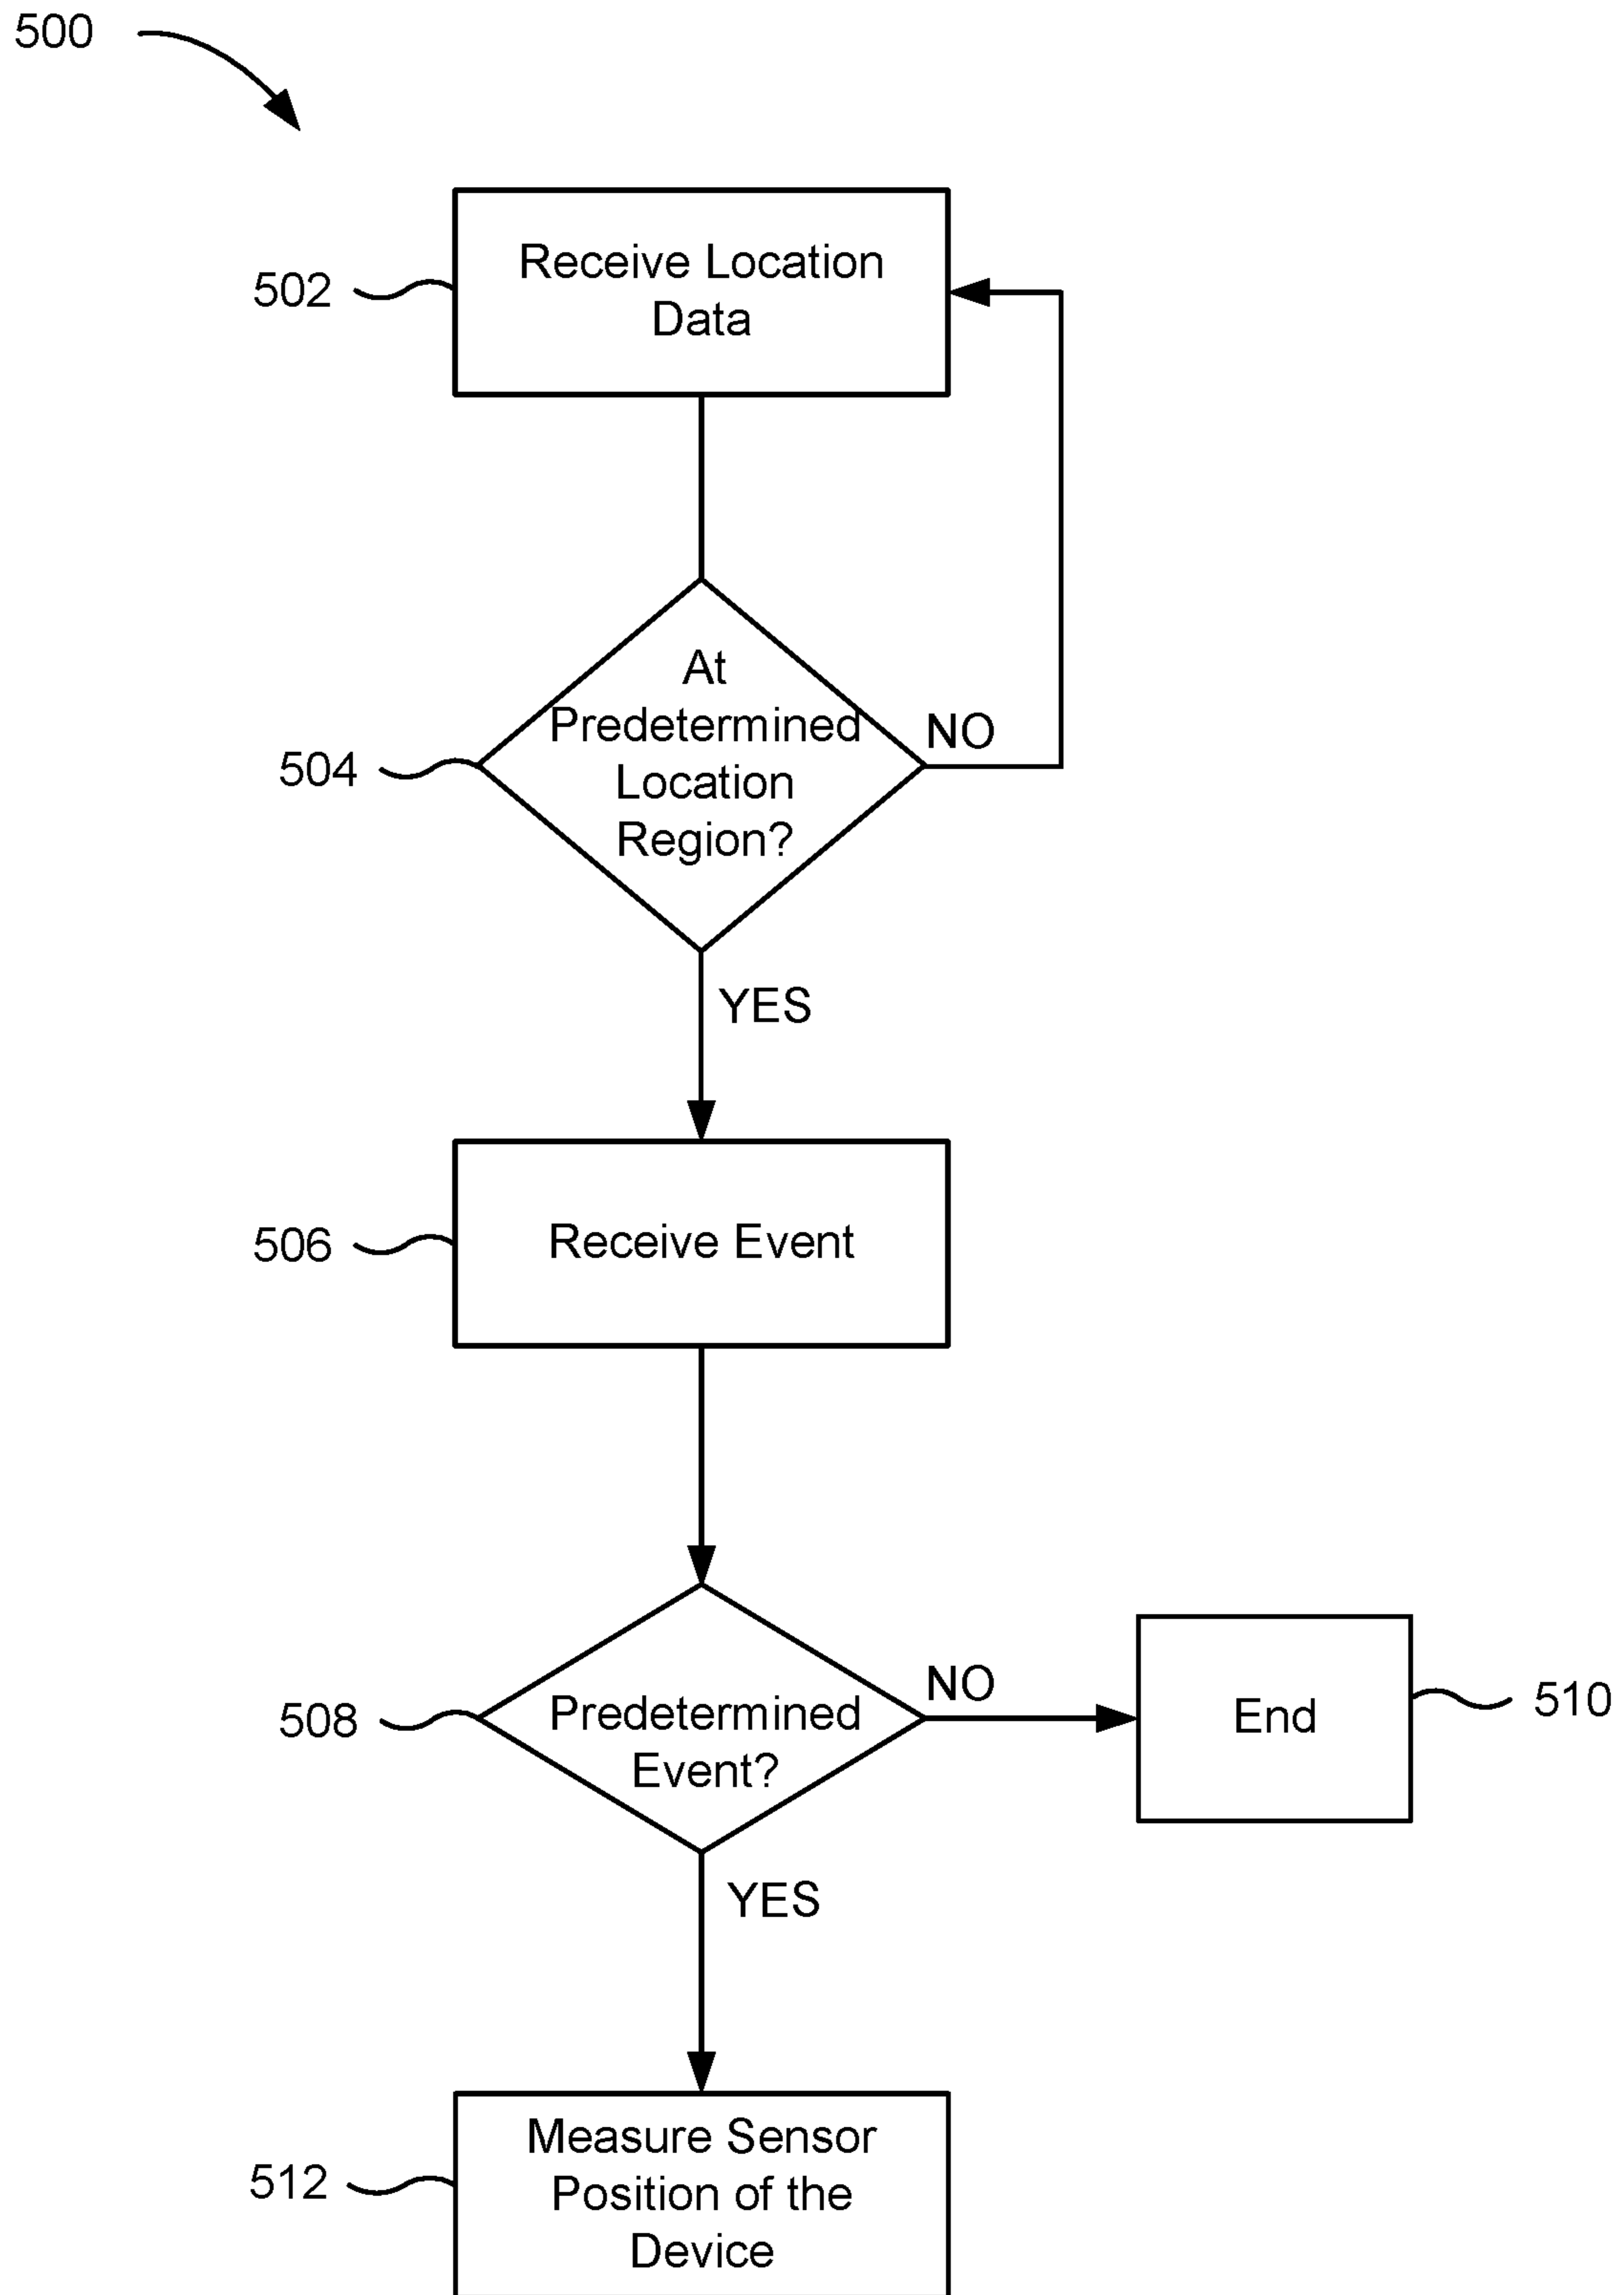 500
Receive Location
Data
502
At
Predetermined
Location
Region?
NO
504
YES
Receive Event
506
Predetermined
Event?
NO
508
End
510
YES
Measure Sensor
Position of the
Device
512